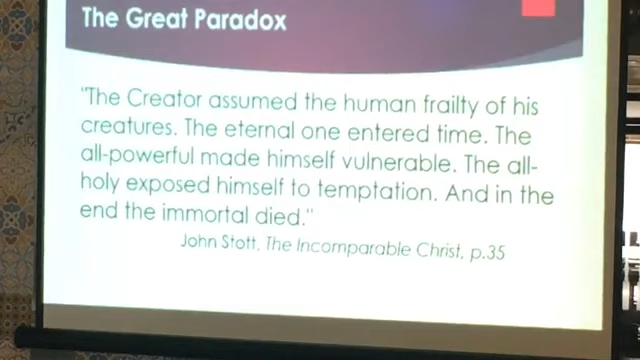 The Great Paradox
"The Creator assumed the human frailty of his
creatures. The eternal one entered time. The
all-powerful made himself vulnerable. The all-
holy exposed himself to temptation. And in the
end the immortal died."
John Stott, The Incomparable Christ, p.35